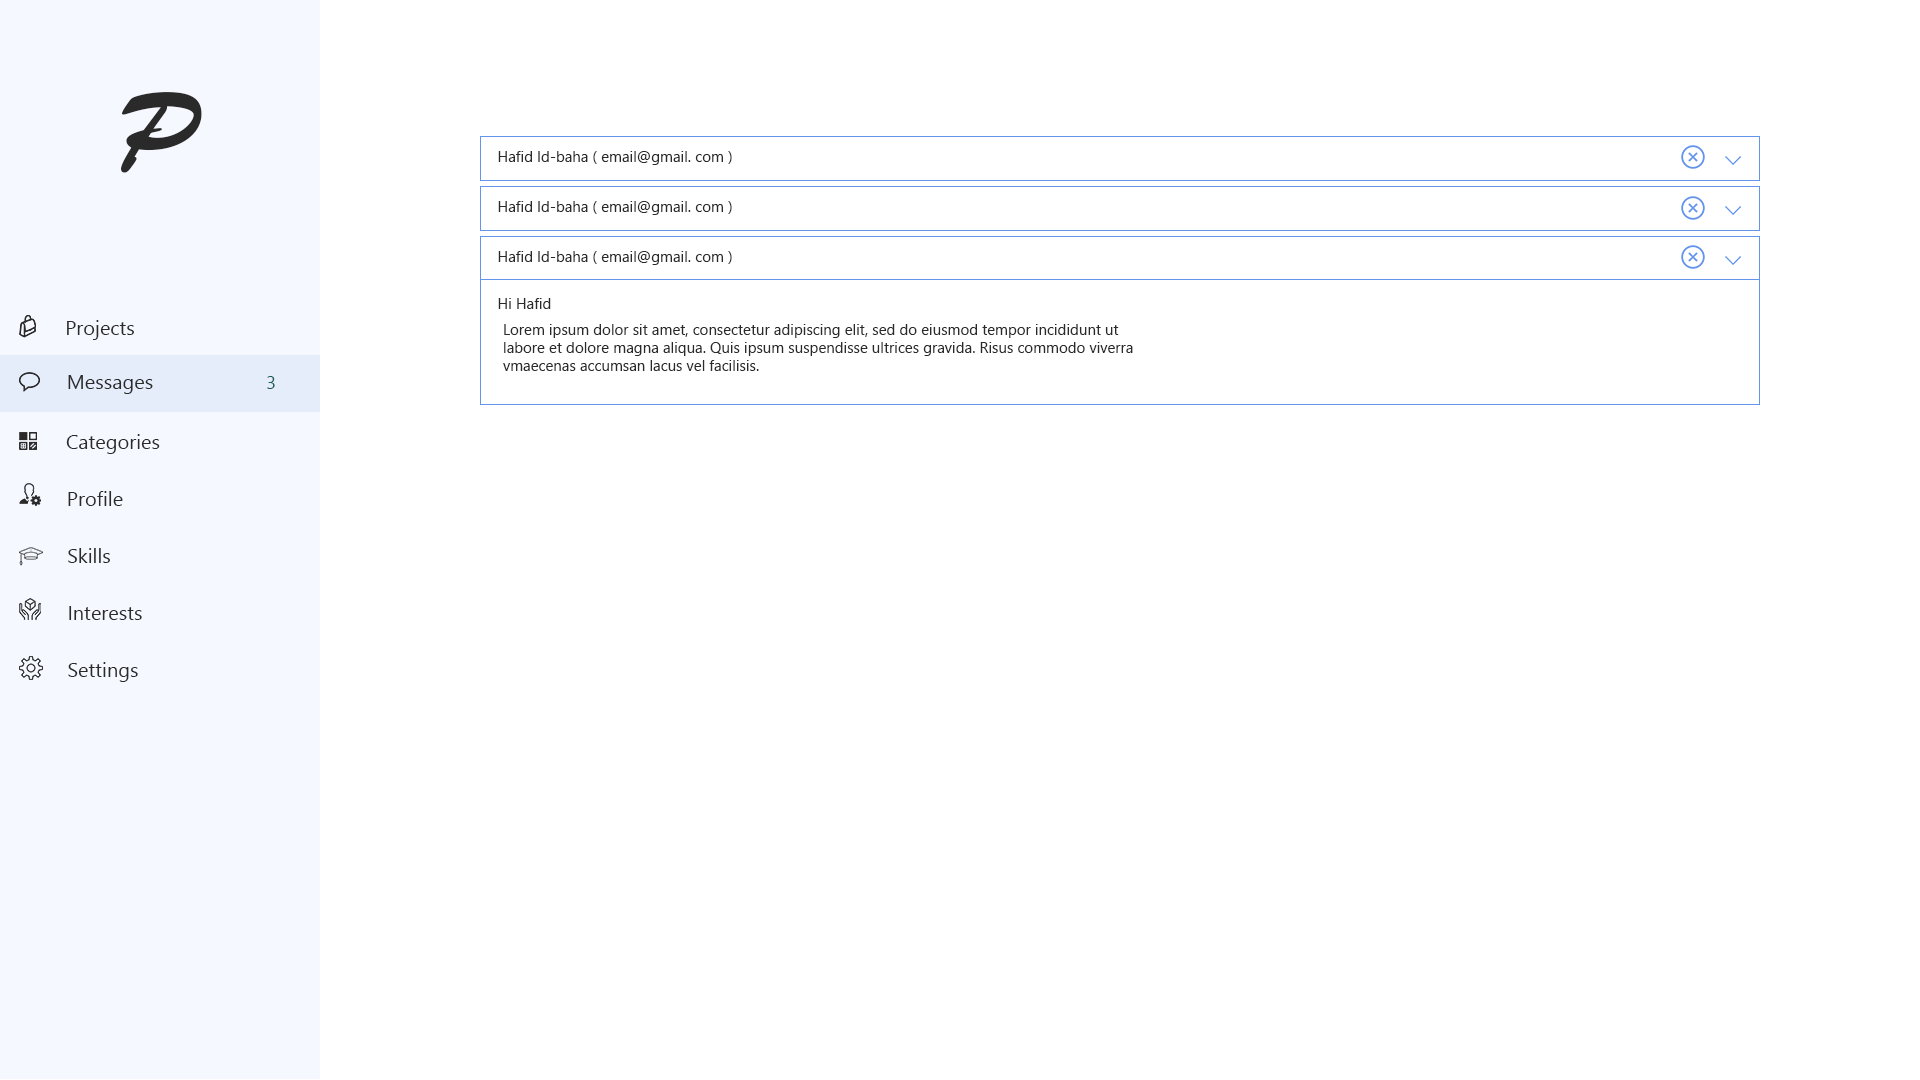 P
Projects
Messages 3
Categories
Profile
Skills
Interests
Settings
Hafid Id-baha ( email@gmail. com )
Hafid Id-baha ( email@gmail. com )
Hafid Id-baha ( email@gmail. com )
Hi Hafid
Lorem ipsum dolor sit amet, consectetur adipiscing elit, sed do eiusmod tempor incididunt ut
labore et dolore magna aliqua. Quis ipsum suspendisse ultrices gravida. Risus commodo viverra
vmaecenas accumsan lacus vel facilisis.